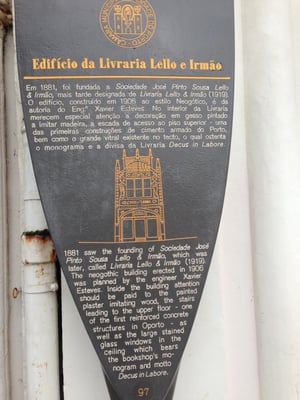 CÂMARA MUNICIPAL DO PORTO
Edifício da Livraria Lello e Irmão
Em 1881, foi fundada a Sociedade José Pinto Sousa Lello
& Irmão, mais tarde designada de Livraria Lello & Irmão (1919).
O edifício, construído em 1906 ao estilo Neogótico, é da
autoria do Eng.º Xavier Esteves. No interior da Livraria
merecem especial atenção a decoração em gesso pintado
a imitar madeira, a escada de acesso ao piso superior - uma
das primeiras construções de cimento armado do Porto,
bem como o grande vitral existente no tecto, o qual ostenta
o monograma e a divisa da Livraria Decus in Labore.
1881 saw the founding of Sociedade José
Pinto Sousa Lello & Irmão, which was
later, called Livraria Lello & Irmão (1919).
The neogothic building erected in 1906
was planned by the engineer Xavier
Esteves. Inside the building attention
should be paid to the painted
plaster imitating wood, the stairs
leading to the upper floor - one
of the first reinforced concrete
structures in Oporto - as
well as the large stained
glass windows in the
ceiling which bears
the bookshop's mo-
nogram and motto
Decus in Labore.
97